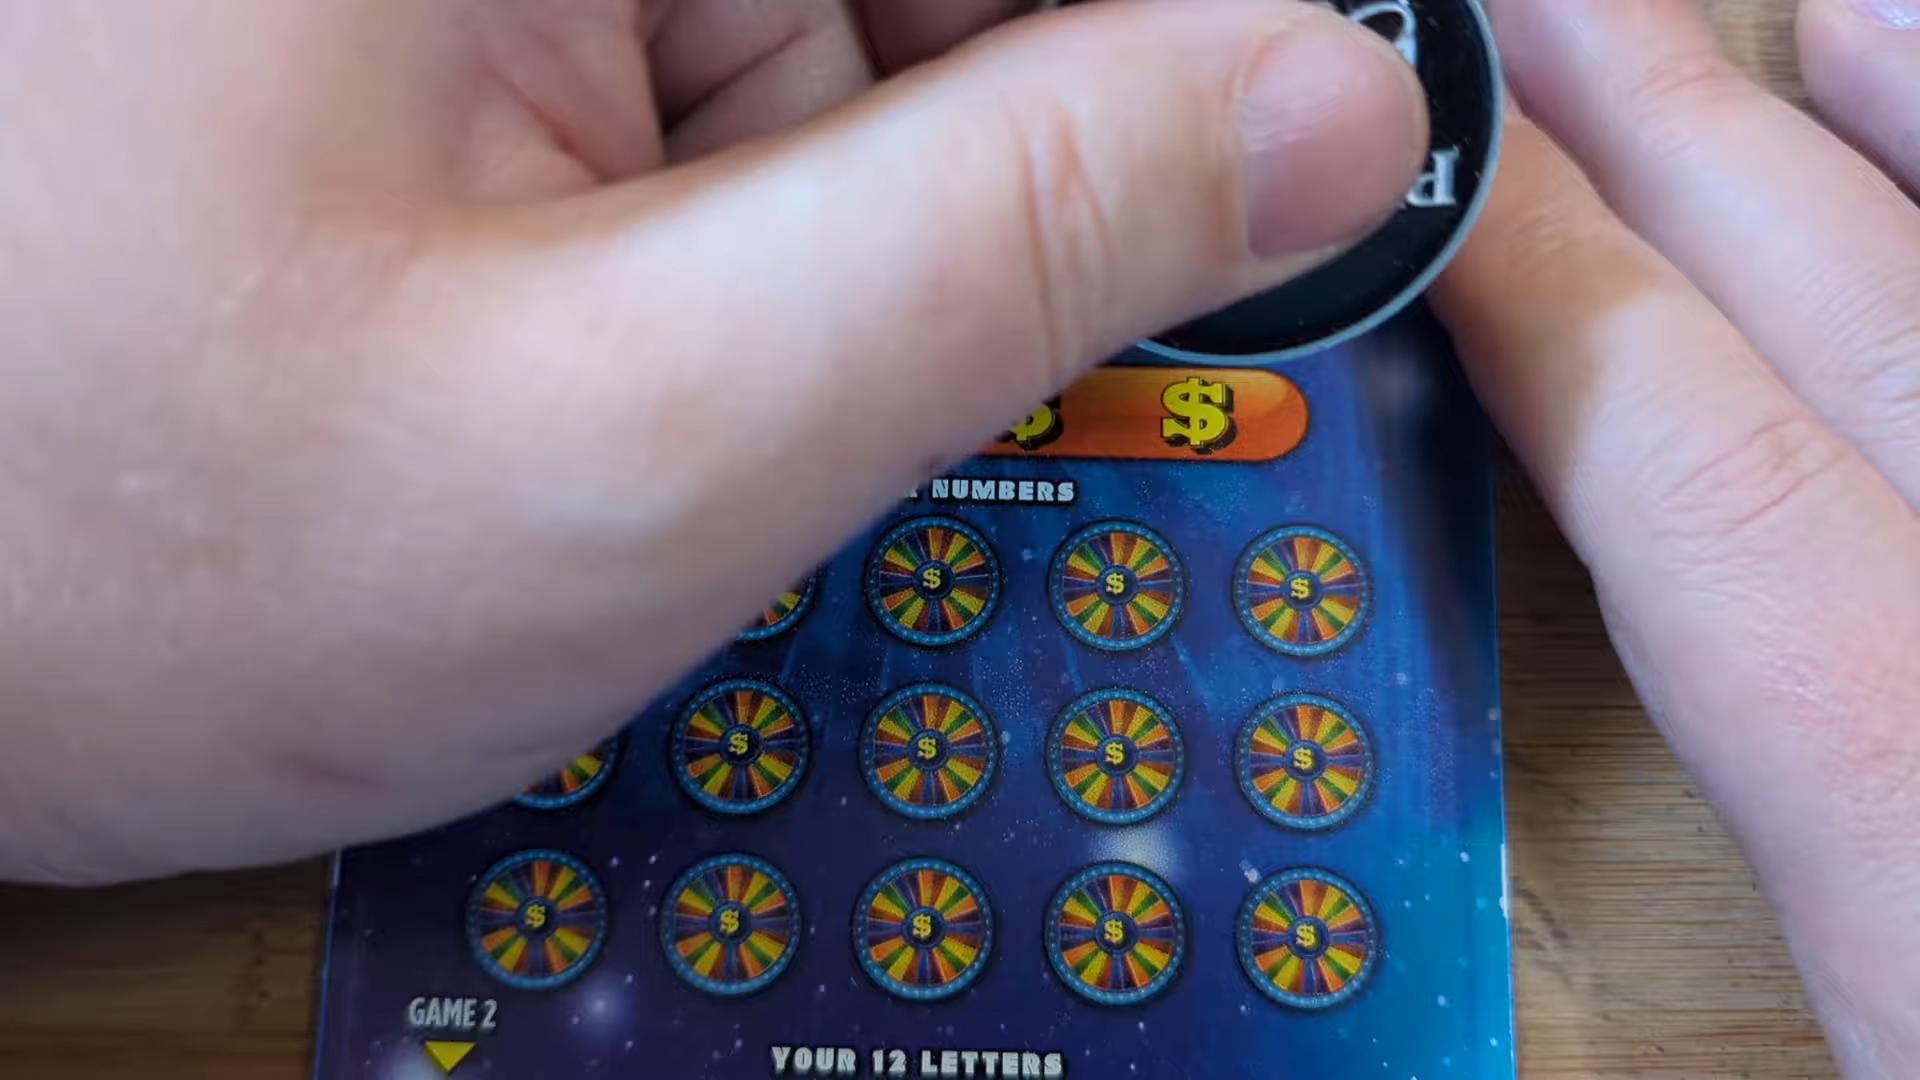 R
$ $
NUMBERS
$ $ $
$ $ $ $
$ $ $ $ $
GAME 2
YOUR 12 LETTERS